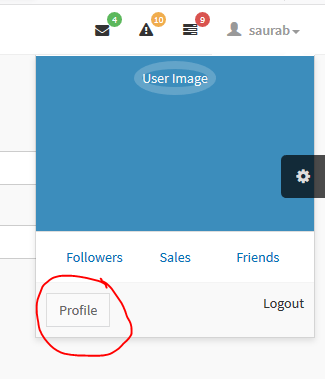 4 10 9 saurab
User Image
Followers Sales Friends
Profile Logout